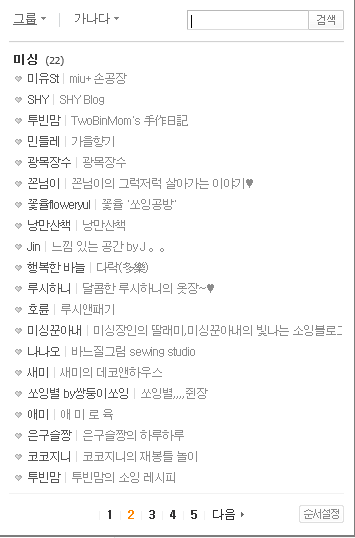 그룹 가나다 검색
미싱 (22)
미유St miu+ 손공장
SHY SHY Blog
투빈맘 TwoBinMom's 手作日記
민들레 가을향기
광목장수 광목장수
꼰넘이 꼰넘이의 그럭저럭 살아가는 이야기♥
꽃율floweryul 꽃율 '쏘잉공방'
낭만산책 낭만산책
Jin 느낌 있는 공간 by J 。。
행복한 바늘 다락(多樂)
루시하니 달콤한 루시하니의 옷장~♥
호륜 루시앤패기
미싱꾼아내 미싱장인의 딸래미,미싱꾼아내의 빛나는 소잉블로그
나나오 바느질그림 sewing studio
새미 새미의 데코앤하우스
쏘잉별 by쌍둥이쏘잉 쏘잉별,,,,쥔장
애미 애 미 로 육
은구슬짱 은구슬짱의 하루하루
코코지니 코코지니의 재봉틀 놀이
투빈맘 투빈맘의 소잉 레시피
1 2 3 4 5 다음
순서설정